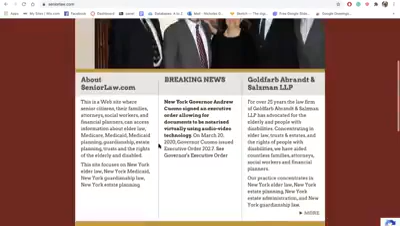 seniorlaw.com
Facebook
Dashboard
About
SeniorLaw.com
This is a Web site where
senior citizens, their families,
attorneys, social workers, and
financial planners, can access
information about elder law,
Medicare, Medicaid, Medicaid
planning, guardianship, estate
planning, trusts and the rights
of the elderly and disabled.
This site focuses on New York
elder law, New York Medicaid,
New York guardianship law,
New York estate planning
BREAKING NEWS
New York Governor Andrew
Cuomo signed an executive
order allowing for
documents to be notarized
virtually using audio-video
technology. On March 20,
2020, Governor Cuomo issued
Executive Order 202.7. See
Governor's Executive Order
Goldfarb Abrandt &
Salzman LLP
For over 25 years the law firm
of Goldfarb Abrandt & Salzman
LLP has advocated for the
elderly and people with
disabilities. Concentrating in
elder law, trusts & estates,
and the rights of people with
disabilities, we have aided
countless families, attorneys,
social workers and financial
planners.
Our practice concentrates in
New York elder law, New York
estate planning, New York
estate administration, and New
York guardianship law.
▶ MORE